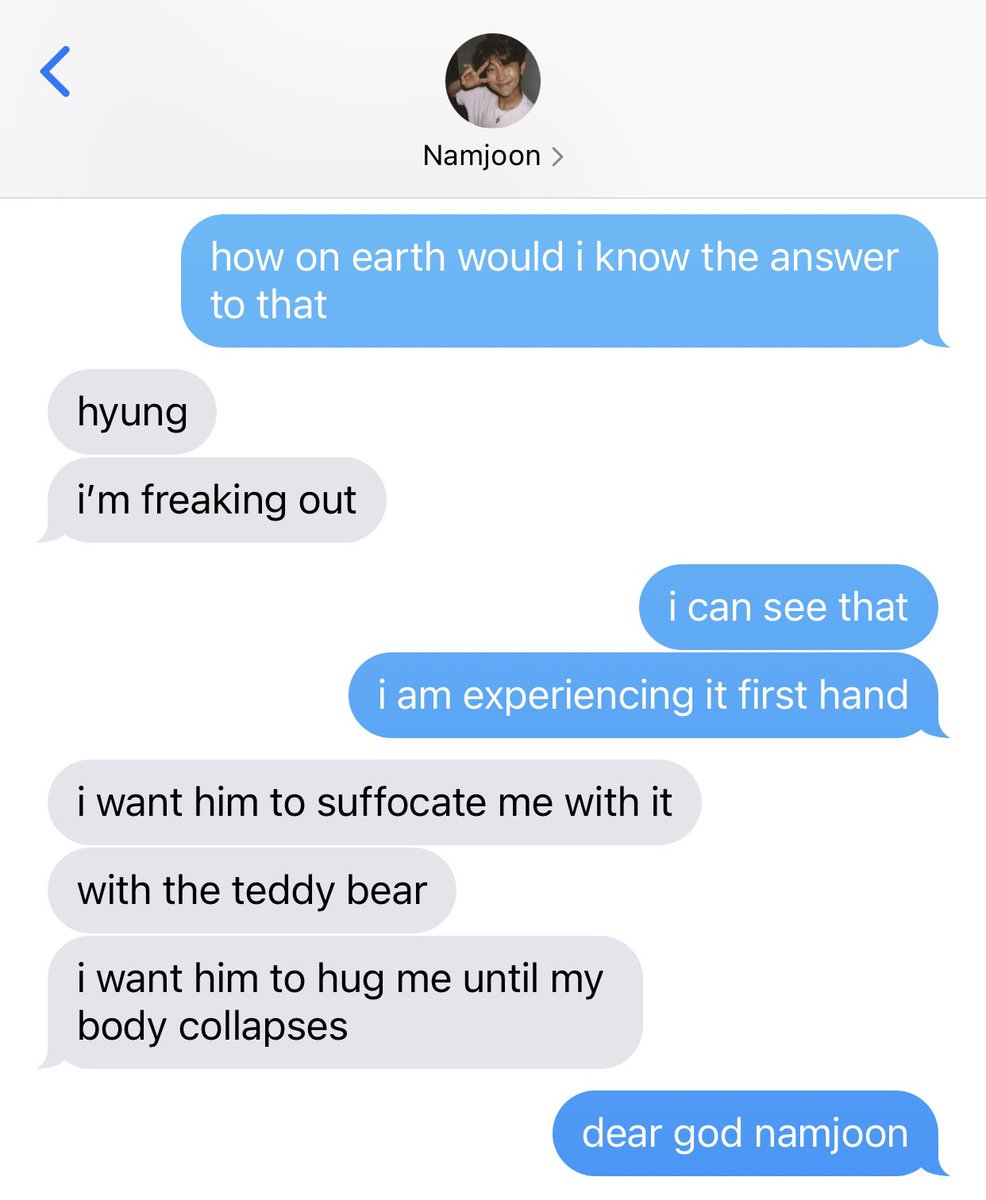 Namjoon
how on earth would i know the answer
to that
hyung
i’m freaking out
i can see that
i am experiencing it first hand
i want him to suffocate me with it
with the teddy bear
i want him to hug me until my
body collapses
dear god namjoon